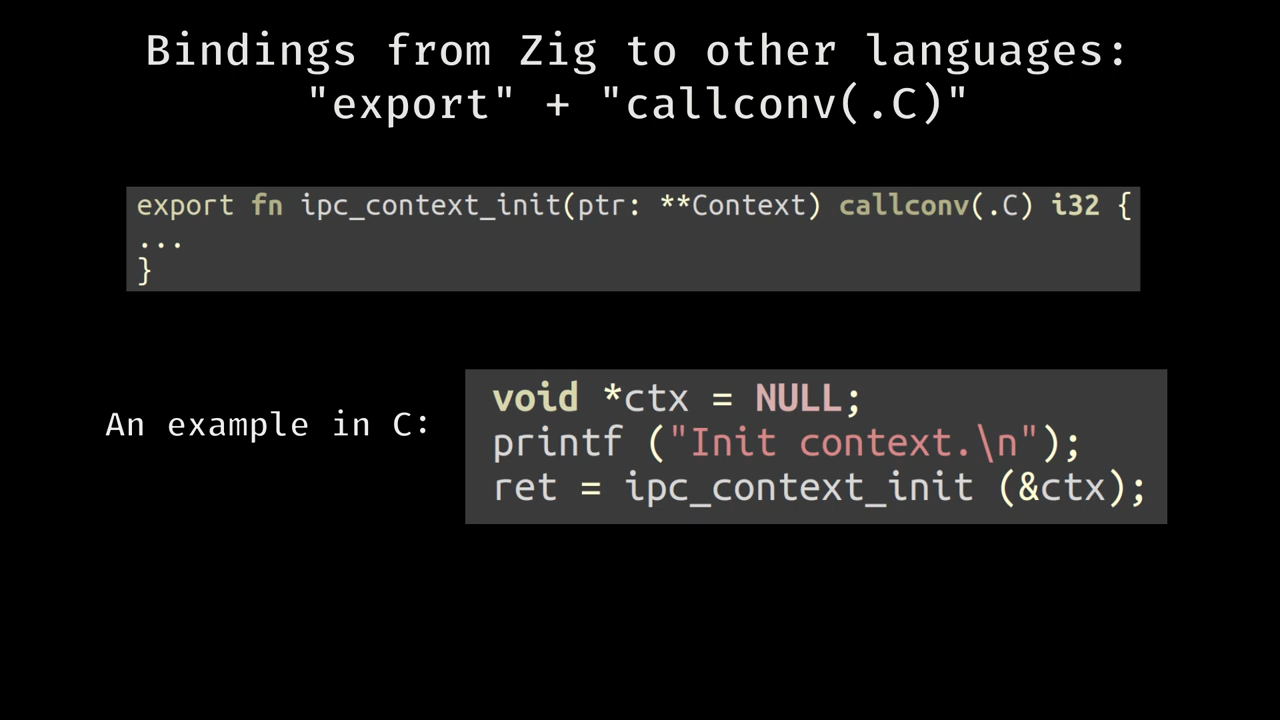 Bindings from Zig to other languages:
"export" + "callconv(.C)"
export fn ipc_context_init(ptr: **Context) callconv(.C) i32 {
...
}
An example in C:
void *ctx = NULL;
printf ("Init context.\n");
ret = ipc_context_init (&ctx);